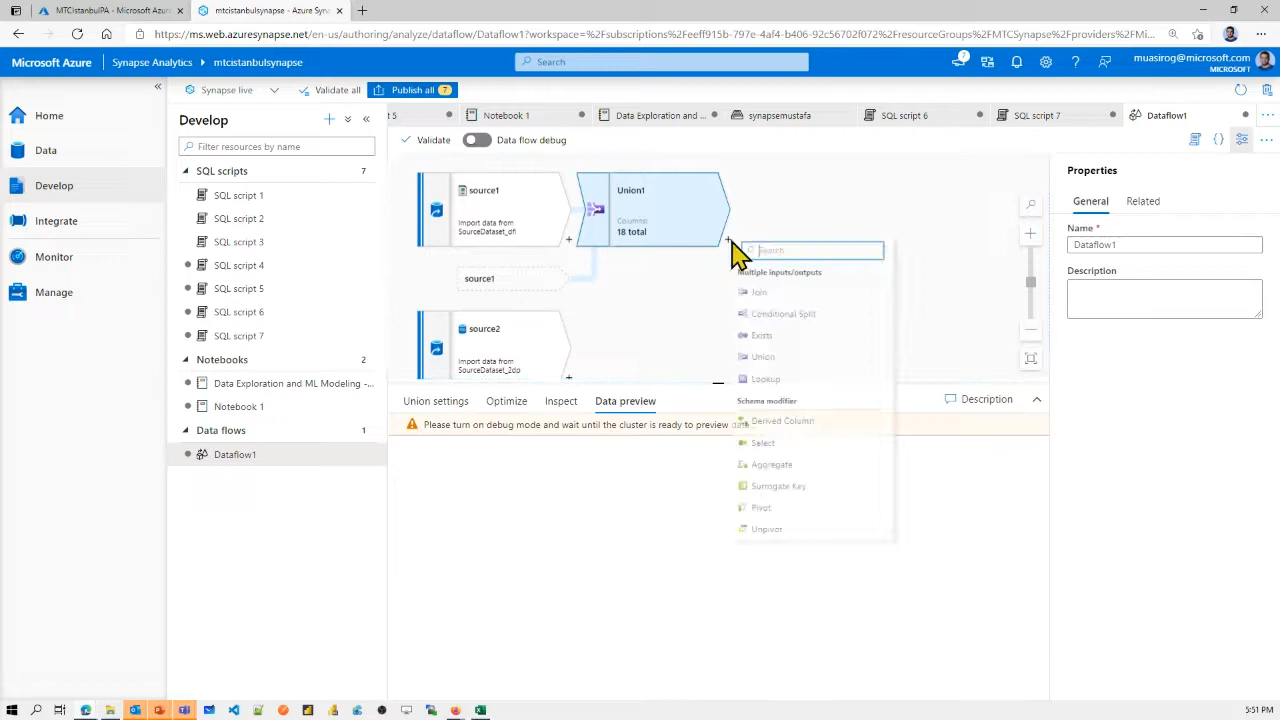 MTCIstanbulPA - Microsoft Azure
mtcistanbulsynapse - Azure Syna
https://ms.web.azuresynapse.net/en-us/authoring/analyze/dataflow/Dataflow1?workspace=%2Fsubscriptions%2Feeff915b-797e-4af4-b406-92c56702f072%2FresourceGroups%2FMTCSynapse%2Fproviders%2FMi...
Microsoft Azure
Synapse Analytics
mtcistanbulsynapse
Search
7
muasirog@microsoft.com
MICROSOFT
Synapse live
Validate all
Publish all
7
Home
Data
Develop
Integrate
Monitor
Manage
Develop
Filter resources by name
SQL scripts
7
SQL script 1
SQL script 2
SQL script 3
SQL script 4
SQL script 5
SQL script 6
SQL script 7
Notebooks
2
Data Exploration and ML Modeling -...
Notebook 1
Data flows
1
Dataflow1
t 5
Notebook 1
Data Exploration and ...
synapsemustafa
SQL script 6
SQL script 7
Dataflow1
Validate
Data flow debug
source1
Import data from
SourceDataset_dfi
Union1
Columns:
18 total
source1
source2
Import data from
SourceDataset_2dp
Search
Multiple inputs/outputs
Join
Conditional Split
Exists
Union
Lookup
Schema modifier
Derived Column
Select
Aggregate
Surrogate Key
Pivot
Unpivot
Union settings
Optimize
Inspect
Data preview
Description
Please turn on debug mode and wait until the cluster is ready to preview data
Properties
General
Related
Name *
Dataflow1
Description
5:51 PM